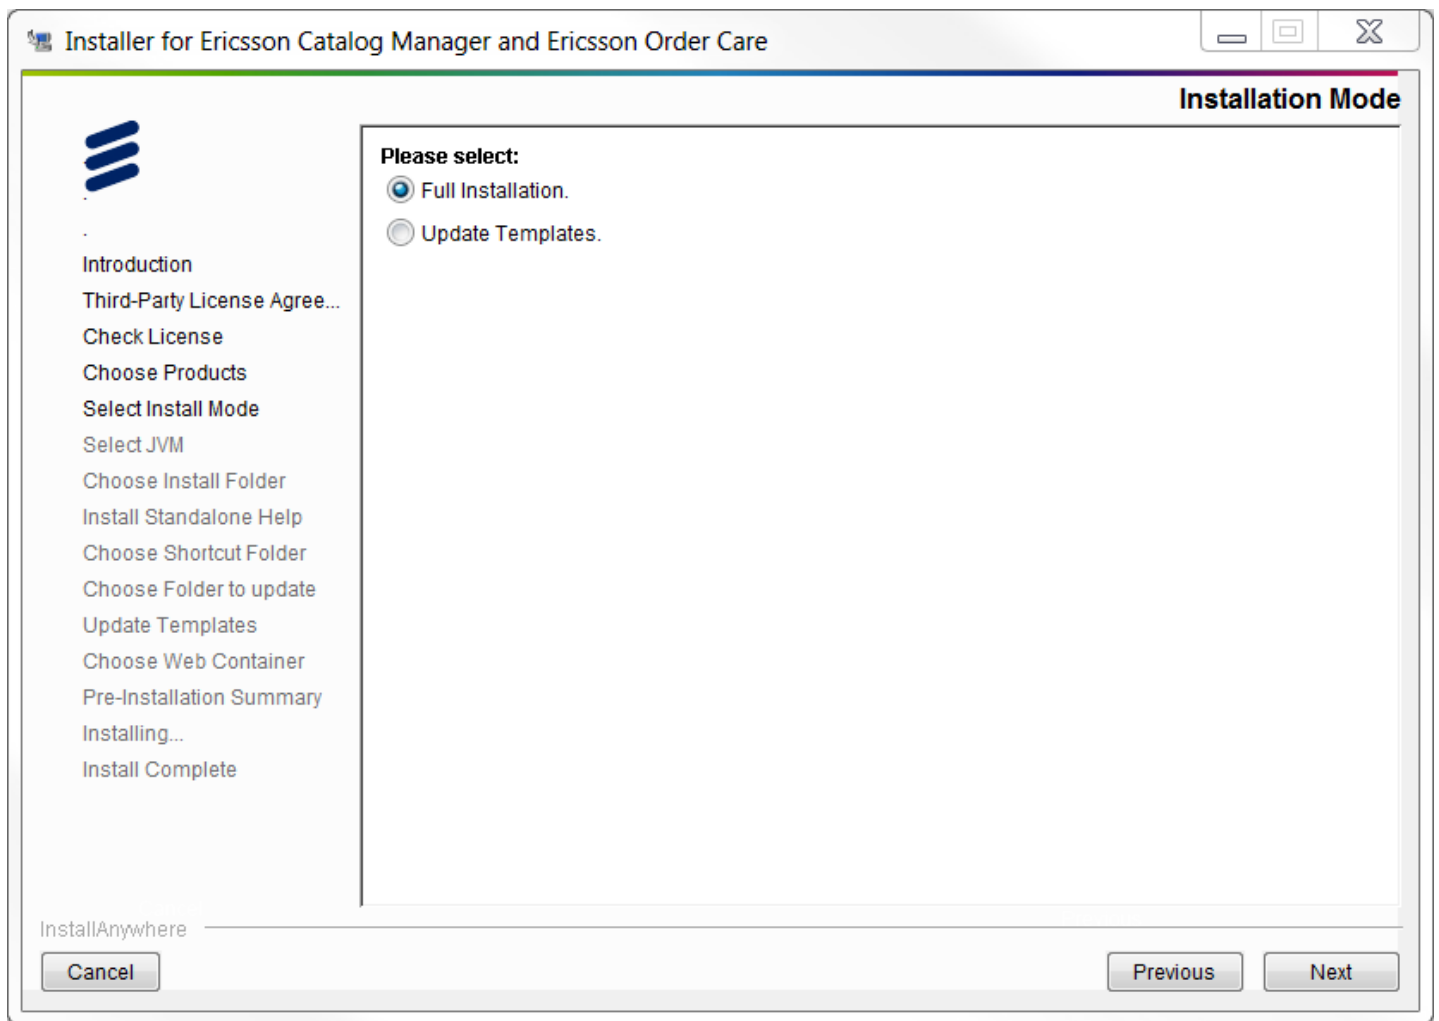 Installer for Ericsson Catalog Manager and Ericsson Order Care
Installation Mode
Please select:
Full Installation.
Update Templates.
.
.
Introduction
Third-Party License Agree...
Check License
Choose Products
Select Install Mode
Select JVM
Choose Install Folder
Install Standalone Help
Choose Shortcut Folder
Choose Folder to update
Update Templates
Choose Web Container
Pre-Installation Summary
Installing...
Install Complete
InstallAnywhere
Cancel
Previous
Next